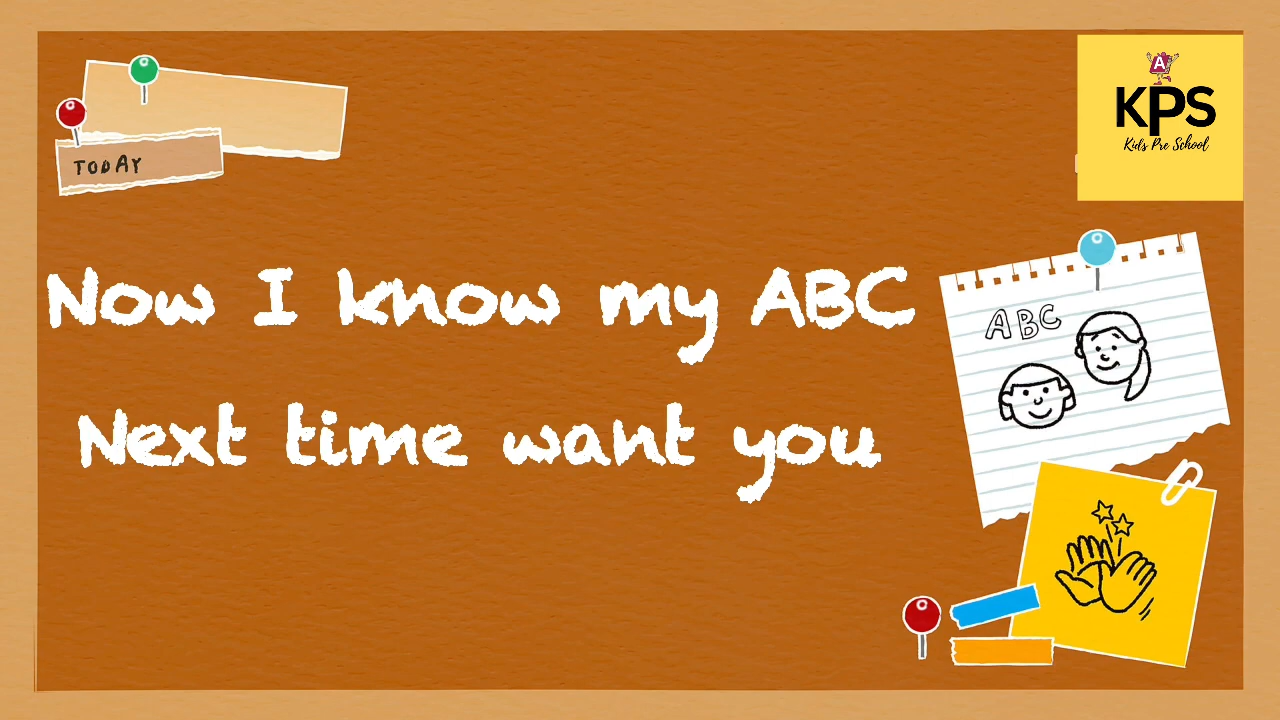 A
KPS
Kids Pre School
TODAY
Now I know my ABC
ABC
Next time want you